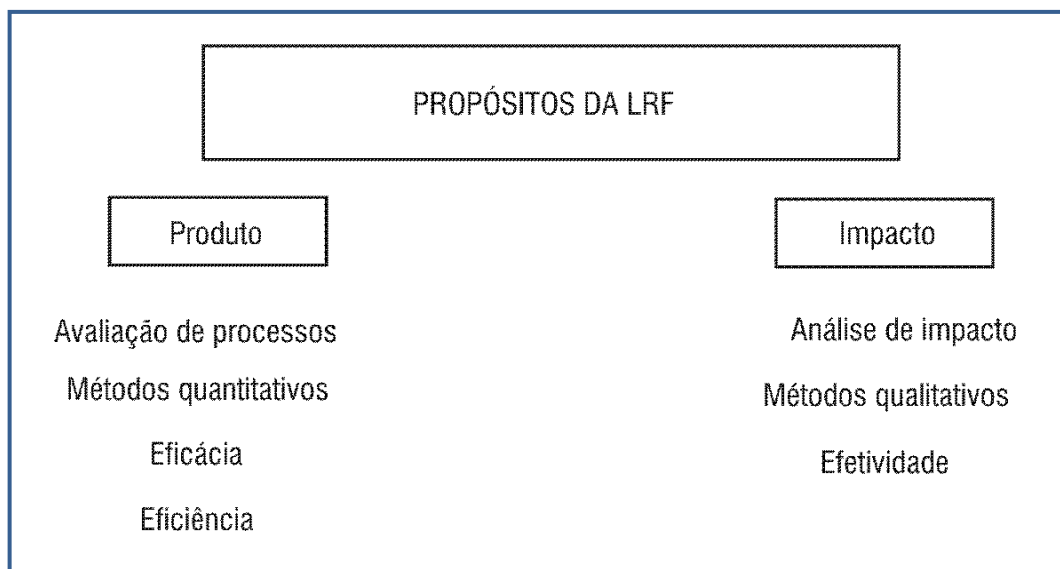 PROPÓSITOS DA LRF
Produto
Avaliação de processos
Métodos quantitativos
Eficácia
Eficiência
Impacto
Análise de impacto
Métodos qualitativos
Efetividade